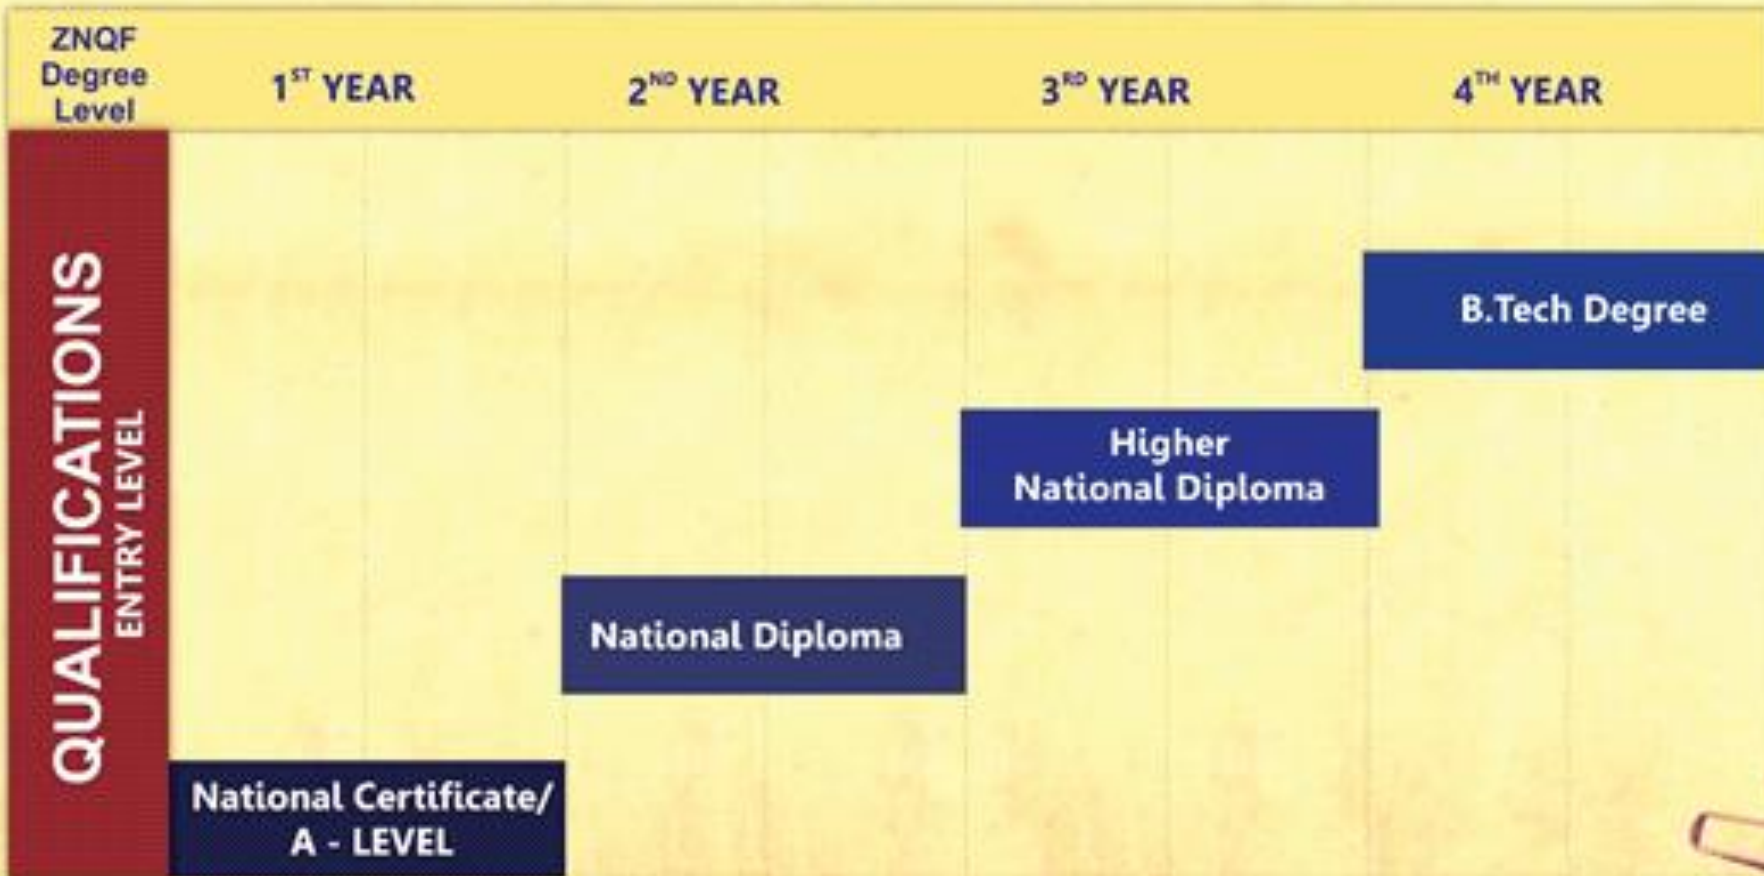 ZNQF
Degree
Level
1ST YEAR
2ND YEAR
3RD YEAR
4TH YEAR
QUALIFICATIONS
ENTRY LEVEL
B.Tech Degree
Higher
National Diploma
National Diploma
National Certificate/
A - LEVEL